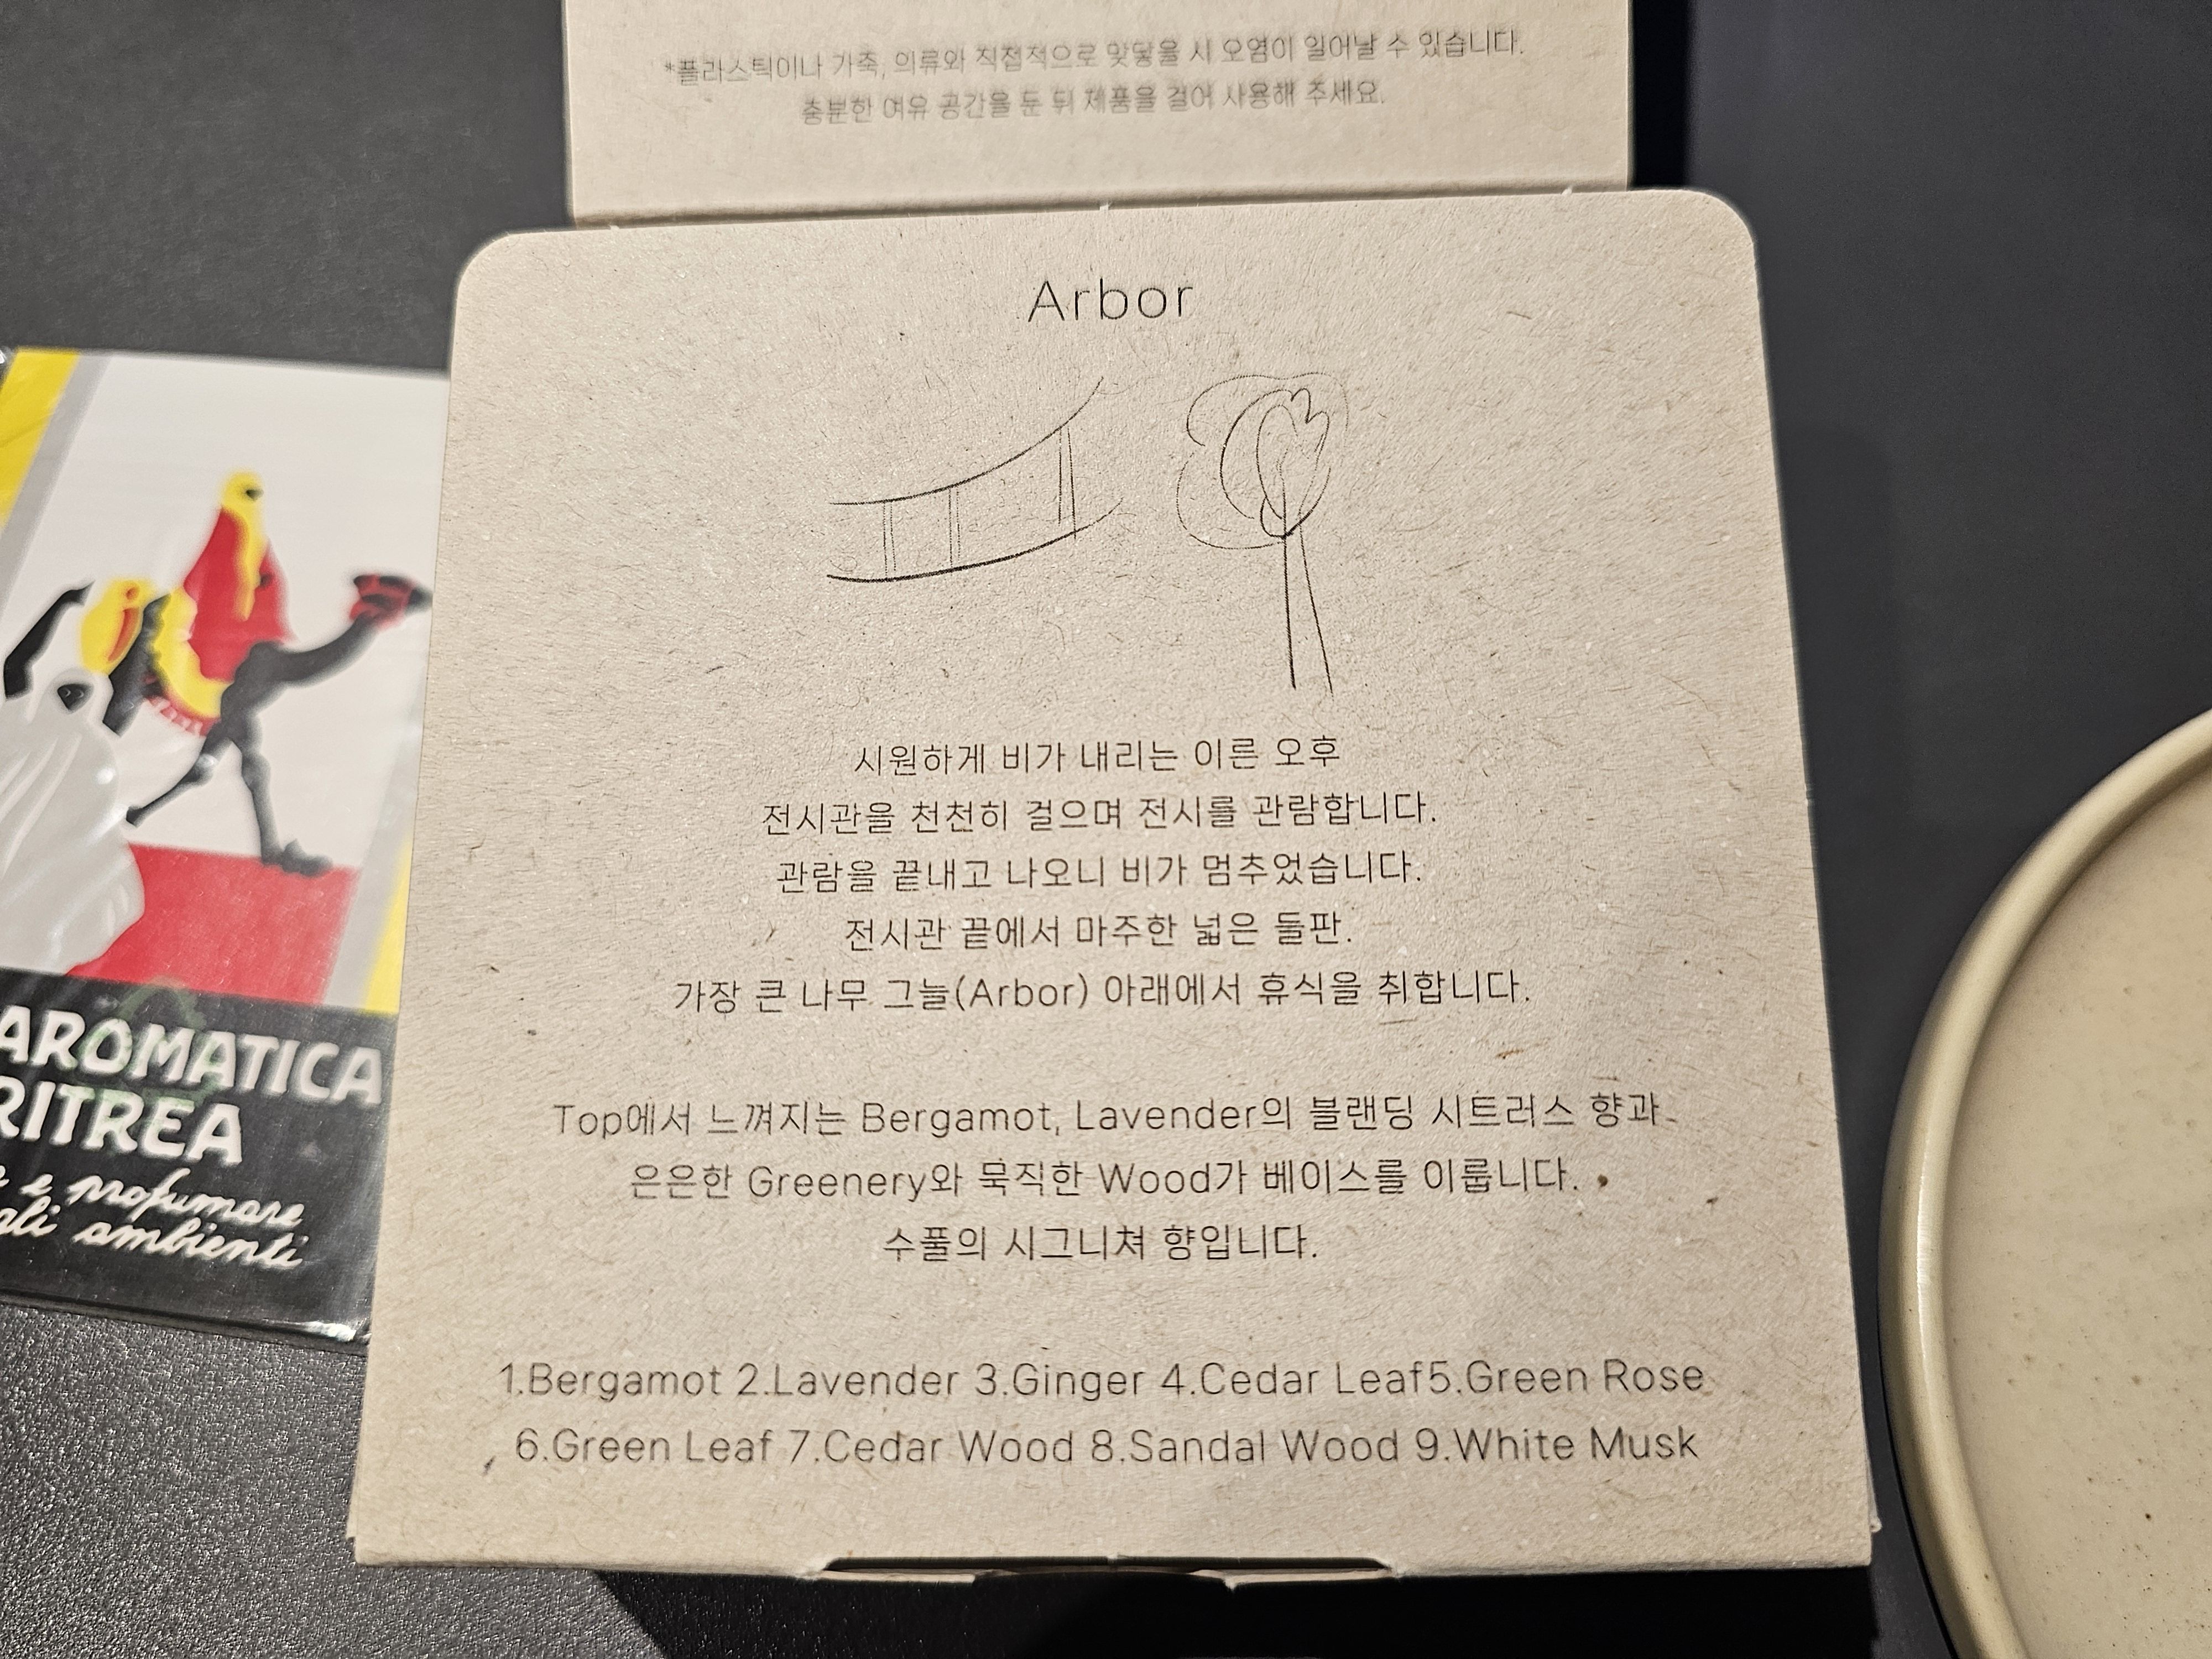 *플라스틱이나 가죽, 의류와 직접적으로 맞닿을 시 오염이 일어날 수 있습니다.
충분한 여유 공간을 둔 뒤 제품을 걸어 사용해 주세요.
Arbor
시원하게 비가 내리는 이른 오후
전시관을 천천히 걸으며 전시를 관람합니다.
관람을 끝내고 나오니 비가 멈추었습니다.
전시관 끝에서 마주한 넓은 들판.
가장 큰 나무 그늘(Arbor) 아래에서 휴식을 취합니다.
Top에서 느껴지는 Bergamot, Lavender의 블랜딩 시트러스 향과
은은한 Greenery와 묵직한 Wood가 베이스를 이룹니다.
수풀의 시그니쳐 향입니다.
1.Bergamot 2.Lavender 3.Ginger 4.Cedar Leaf5.Green Rose
6.Green Leaf 7.Cedar Wood 8.Sandal Wood 9.White Musk
AROMATICA
RITREA
e profumare
gli ambienti